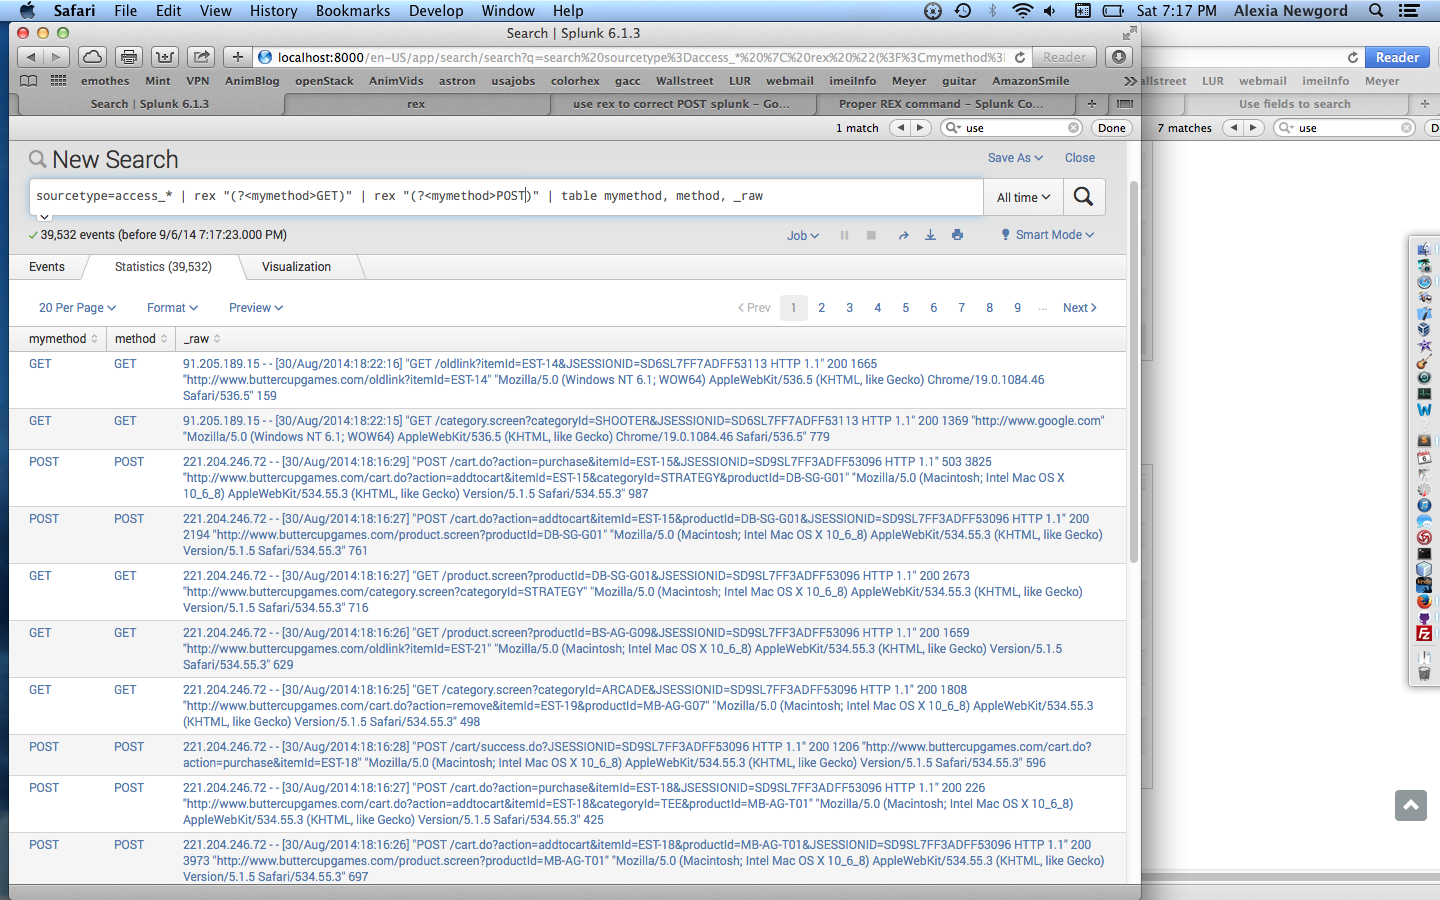 Safari File Edit View History Bookmarks Develop Window Help Sat 7:17 PM Alexia Newgord
Search | Splunk 6.1.3
localhost:8000/en-US/app/search/search?q=search%20sourcetype%3Daccess_*%20%7C%20rex%20%22(%3F%3Cmymethod%3 Reader
Reader
emothes Mint VPN AnimBlog openStack AnimVids astron usajobs colorhex gacc Wallstreet LUR webmail imeiInfo Meyer guitar AmazonSmile
llstreet LUR webmail imeiInfo Meyer
Search | Splunk 6.1.3 rex use rex to correct POST splunk – Go... Proper REX command – Splunk Co...
Use fields to search
1 match use Done
7 matches use D
New Search
Save As Close
sourcetype=access_* | rex "(?<mymethod>GET)" | rex "(?<mymethod>POST)" | table mymethod, method, _raw
All time
39,532 events (before 9/6/14 7:17:23.000 PM)
Job Smart Mode
Events Statistics (39,532) Visualization
20 Per Page Format Preview
< Prev 1 2 3 4 5 6 7 8 9 ... Next >
mymethod method _raw
GET GET 91.205.189.15 - - [30/Aug/2014:18:22:16] "GET /oldlink?itemId=EST-14&JSESSIONID=SD6SL7FF7ADFF53113 HTTP 1.1" 200 1665
"http://www.buttercupgames.com/oldlink?itemId=EST-14" "Mozilla/5.0 (Windows NT 6.1; WOW64) AppleWebKit/536.5 (KHTML, like Gecko) Chrome/19.0.1084.46
Safari/536.5" 159
GET GET 91.205.189.15 - - [30/Aug/2014:18:22:15] "GET /category.screen?categoryId=SHOOTER&JSESSIONID=SD6SL7FF7ADFF53113 HTTP 1.1" 200 1369 "http://www.google.com"
"Mozilla/5.0 (Windows NT 6.1; WOW64) AppleWebKit/536.5 (KHTML, like Gecko) Chrome/19.0.1084.46 Safari/536.5" 779
POST POST 221.204.246.72 - - [30/Aug/2014:18:16:29] "POST /cart.do?action=purchase&itemId=EST-15&JSESSIONID=SD9SL7FF3ADFF53096 HTTP 1.1" 503 3825
"http://www.buttercupgames.com/cart.do?action=addtocart&itemId=EST-15&categoryId=STRATEGY&productId=DB-SG-G01" "Mozilla/5.0 (Macintosh; Intel Mac OS X
10_6_8) AppleWebKit/534.55.3 (KHTML, like Gecko) Version/5.1.5 Safari/534.55.3" 987
POST POST 221.204.246.72 - - [30/Aug/2014:18:16:27] "POST /cart.do?action=addtocart&itemId=EST-15&productId=DB-SG-G01&JSESSIONID=SD9SL7FF3ADFF53096 HTTP 1.1" 200
2194 "http://www.buttercupgames.com/product.screen?productId=DB-SG-G01" "Mozilla/5.0 (Macintosh; Intel Mac OS X 10_6_8) AppleWebKit/534.55.3 (KHTML, like Gecko)
Version/5.1.5 Safari/534.55.3" 761
GET GET 221.204.246.72 - - [30/Aug/2014:18:16:27] "GET /product.screen?productId=DB-SG-G01&JSESSIONID=SD9SL7FF3ADFF53096 HTTP 1.1" 200 2673
"http://www.buttercupgames.com/category.screen?categoryId=STRATEGY" "Mozilla/5.0 (Macintosh; Intel Mac OS X 10_6_8) AppleWebKit/534.55.3 (KHTML, like Gecko)
Version/5.1.5 Safari/534.55.3" 716
GET GET 221.204.246.72 - - [30/Aug/2014:18:16:26] "GET /product.screen?productId=BS-AG-G09&JSESSIONID=SD9SL7FF3ADFF53096 HTTP 1.1" 200 1659
"http://www.buttercupgames.com/oldlink?itemId=EST-21" "Mozilla/5.0 (Macintosh; Intel Mac OS X 10_6_8) AppleWebKit/534.55.3 (KHTML, like Gecko) Version/5.1.5
Safari/534.55.3" 629
GET GET 221.204.246.72 - - [30/Aug/2014:18:16:25] "GET /category.screen?categoryId=ARCADE&JSESSIONID=SD9SL7FF3ADFF53096 HTTP 1.1" 200 1808
"http://www.buttercupgames.com/cart.do?action=remove&itemId=EST-19&productId=MB-AG-G07" "Mozilla/5.0 (Macintosh; Intel Mac OS X 10_6_8) AppleWebKit/534.55.3
(KHTML, like Gecko) Version/5.1.5 Safari/534.55.3" 498
POST POST 221.204.246.72 - - [30/Aug/2014:18:16:28] "POST /cart/success.do?JSESSIONID=SD9SL7FF3ADFF53096 HTTP 1.1" 200 1206 "http://www.buttercupgames.com/cart.do?
action=purchase&itemId=EST-18" "Mozilla/5.0 (Macintosh; Intel Mac OS X 10_6_8) AppleWebKit/534.55.3 (KHTML, like Gecko) Version/5.1.5 Safari/534.55.3" 596
POST POST 221.204.246.72 - - [30/Aug/2014:18:16:27] "POST /cart.do?action=purchase&itemId=EST-18&JSESSIONID=SD9SL7FF3ADFF53096 HTTP 1.1" 200 226
"http://www.buttercupgames.com/cart.do?action=addtocart&itemId=EST-18&categoryId=TEE&productId=MB-AG-T01" "Mozilla/5.0 (Macintosh; Intel Mac OS X 10_6_8)
AppleWebKit/534.55.3 (KHTML, like Gecko) Version/5.1.5 Safari/534.55.3" 425
POST POST 221.204.246.72 - - [30/Aug/2014:18:16:26] "POST /cart.do?action=addtocart&itemId=EST-18&productId=MB-AG-T01&JSESSIONID=SD9SL7FF3ADFF53096 HTTP 1.1" 200
3973 "http://www.buttercupgames.com/product.screen?productId=MB-AG-T01" "Mozilla/5.0 (Macintosh; Intel Mac OS X 10_6_8) AppleWebKit/534.55.3 (KHTML, like Gecko)
Version/5.1.5 Safari/534.55.3" 697